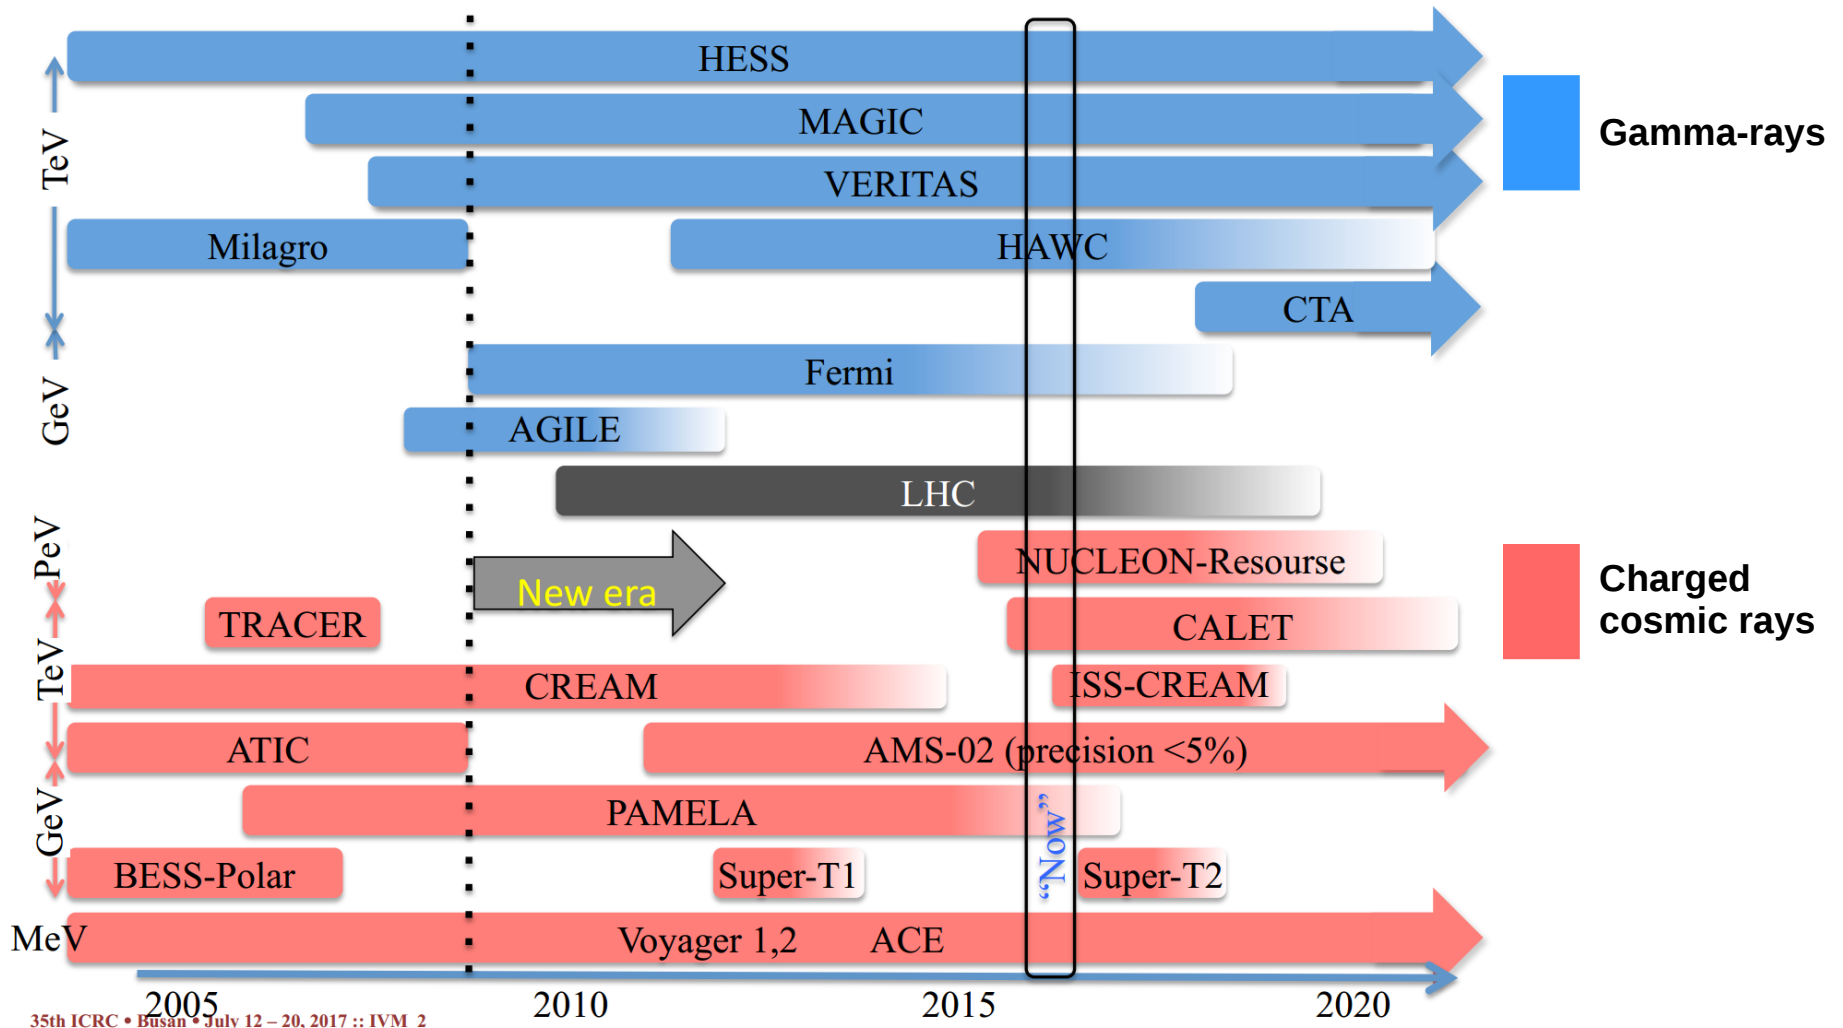 HESS
MAGIC
VERITAS
Milagro
HAWC
CTA
Fermi
AGILE
LHC
New era
NUCLEON-Resourse
TRACER
CALET
CREAM
ISS-CREAM
ATIC
AMS-02 (precision <5%)
PAMELA
BESS-Polar
Super-T1
“Now”
Super-T2
Voyager 1,2 ACE
TeV
GeV
PeV
TeV
GeV
MeV
2005
2010
2015
2020
Gamma-rays
Charged
cosmic rays
35th ICRC • Busan • July 12 – 20, 2017 :: IVM 2